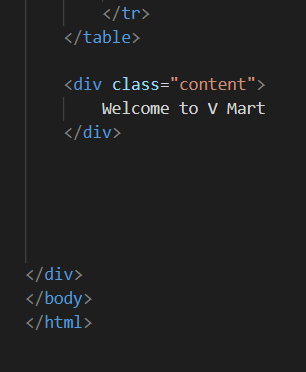 </tr>
</table>
<div class="content">
Welcome to V Mart
</div>
</div>
</body>
</html>